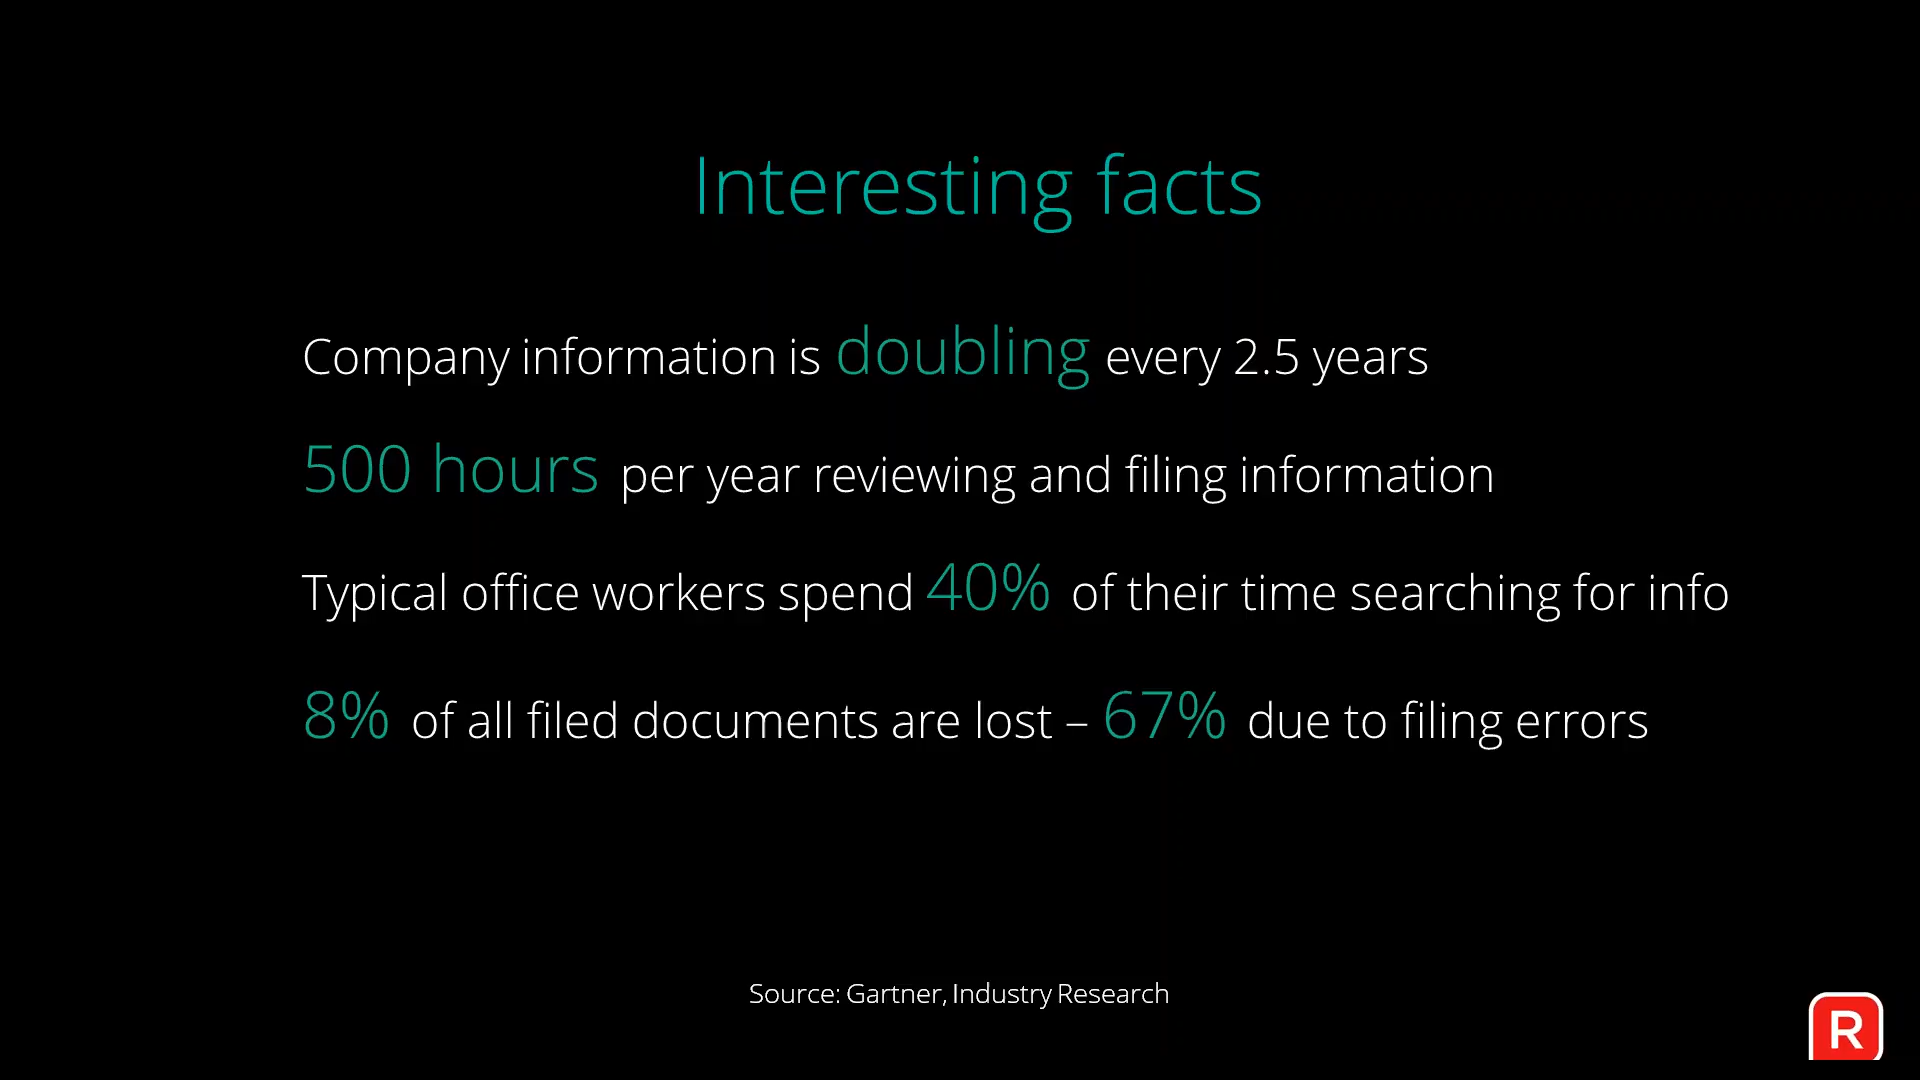 Interesting facts
Company information is doubling every 2.5 years
500 hours per year reviewing and filing information
Typical office workers spend 40% of their time searching for info
8% of all filed documents are lost – 67% due to filing errors
Source: Gartner, Industry Research
R